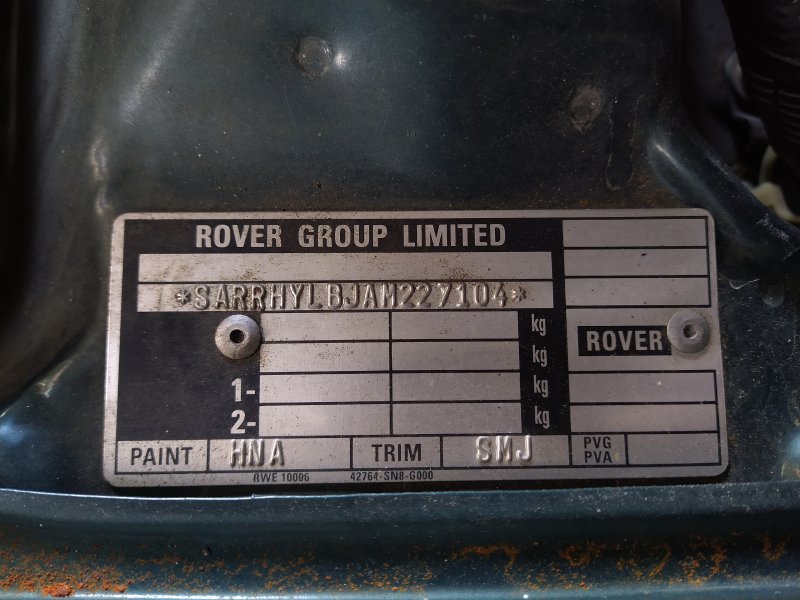 ROVER GROUP LIMITED
*SARRHYLBJAM227104*
kg
kg
ROVER
1- kg
2- kg
PAINT HNA TRIM SMJ PVG PVA
RWE 10006 42764-SN8-G000